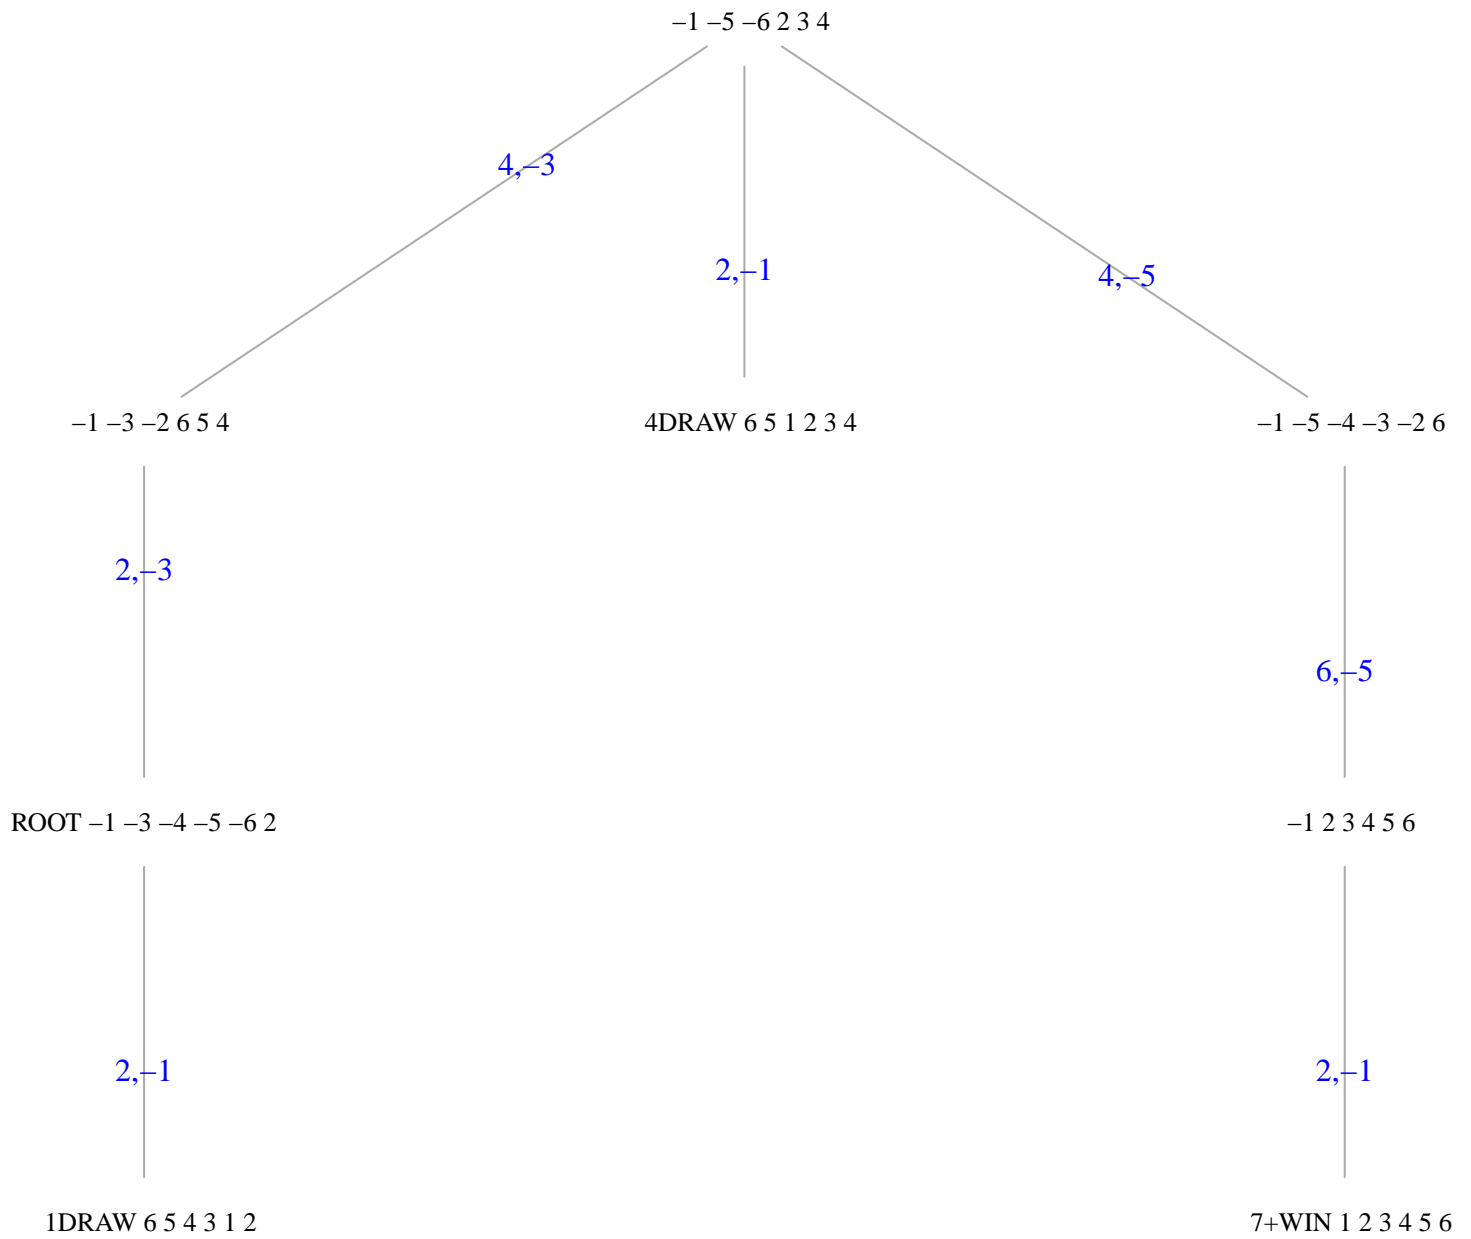 –1 –5 –6 2 3 4
4,–3
2,–1
4,–5
–1 –3 –2 6 5 4
4DRAW 6 5 1 2 3 4
–1 –5 –4 –3 –2 6
2,–3
6,–5
ROOT –1 –3 –4 –5 –6 2
–1 2 3 4 5 6
2,–1
2,–1
1DRAW 6 5 4 3 1 2
7+WIN 1 2 3 4 5 6